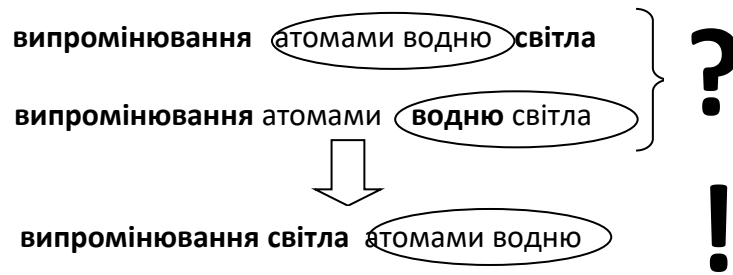 випромінювання атомами водню світла
?
випромінювання атомами водню світла
випромінювання світла атомами водню
!